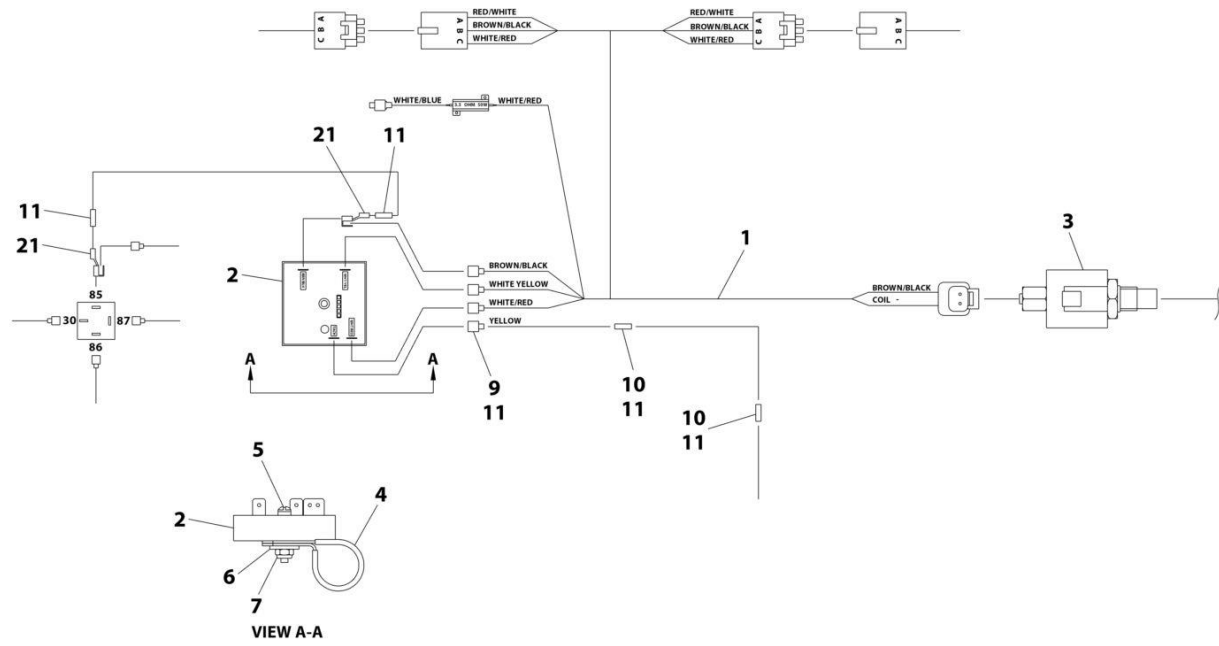 RED/WHITE
BROWN/BLACK
WHITE/RED
A B C
A B C
RED/WHITE
BROWN/BLACK
WHITE/RED
A B C
A B C
WHITE/BLUE
WHITE/RED
21
11
11
21
2
1
3
85
30
87
86
BROWN/BLACK
WHITE YELLOW
WHITE/RED
YELLOW
BROWN/BLACK
COIL -
A
A
9
11
10
11
10
11
5
4
2
6
7
VIEW A-A